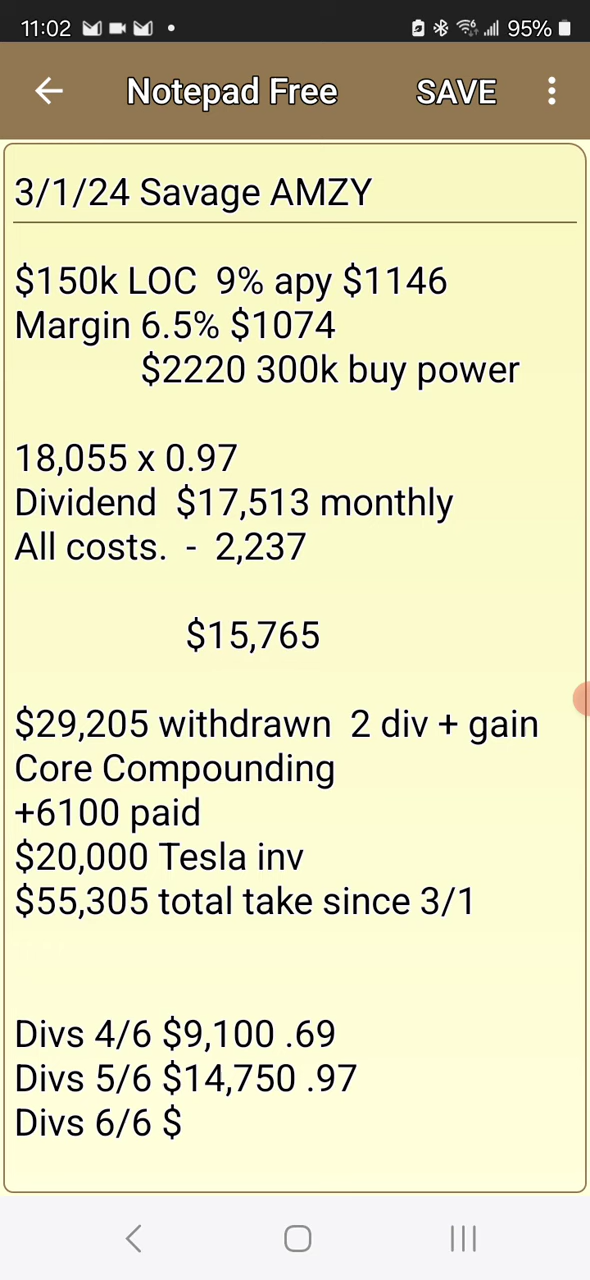 11:02 95%
Notepad Free SAVE
3/1/24 Savage AMZY
$150k LOC 9% apy $1146
Margin 6.5% $1074
$2220 300k buy power
18,055 x 0.97
Dividend $17,513 monthly
All costs. - 2,237
$15,765
$29,205 withdrawn 2 div + gain
Core Compounding
+6100 paid
$20,000 Tesla inv
$55,305 total take since 3/1
Divs 4/6 $9,100 .69
Divs 5/6 $14,750 .97
Divs 6/6 $